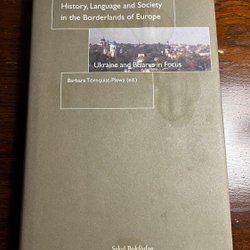 History, Language and Society
in the Borderlands of Europe
Ukraine and Belarus in Focus
Barbara Törnquist-Plewa (ed.)
Sekel Bokförlag